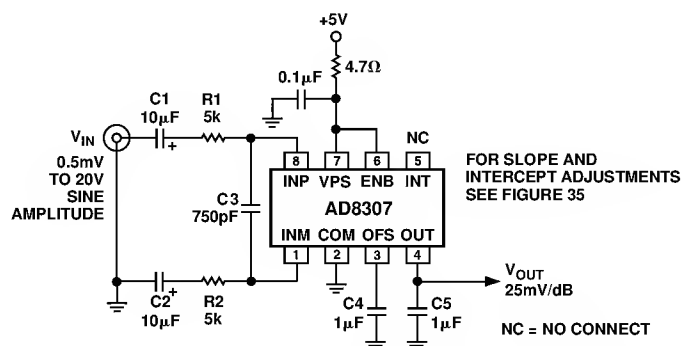 +5V
4.7Ω
0.1μF
C1
10μF
R1
5k
VIN
0.5mV
TO 20V
SINE
AMPLITUDE
C3
750pF
NC
8
7
6
5
INP
VPS
ENB
INT
AD8307
INM
COM
OFS
OUT
1
2
3
4
FOR SLOPE AND
INTERCEPT ADJUSTMENTS
SEE FIGURE 35
C2
10μF
R2
5k
C4
1μF
C5
1μF
VOUT
25mV/dB
NC = NO CONNECT